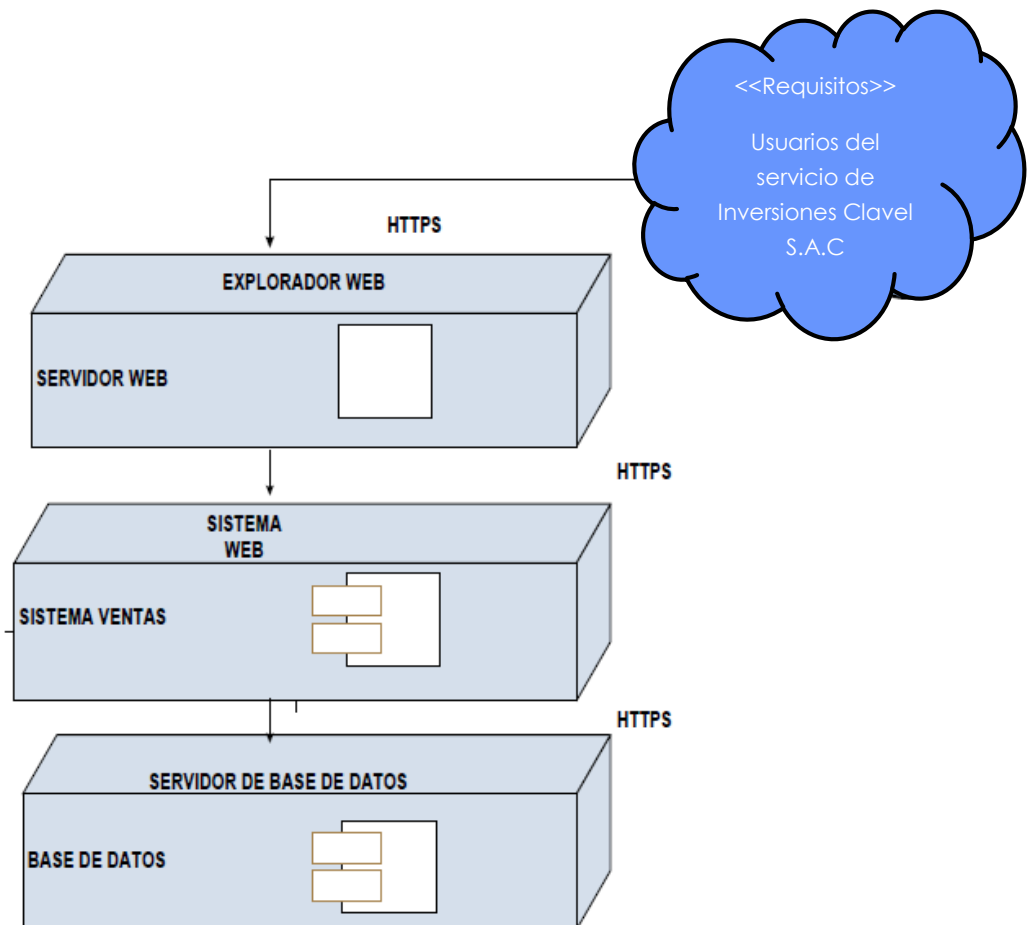 <<Requisitos>>
Usuarios del
servicio de
Inversiones Clavel
S.A.C
HTTPS
EXPLORADOR WEB
SERVIDOR WEB
HTTPS
SISTEMA
WEB
SISTEMA VENTAS
HTTPS
SERVIDOR DE BASE DE DATOS
BASE DE DATOS